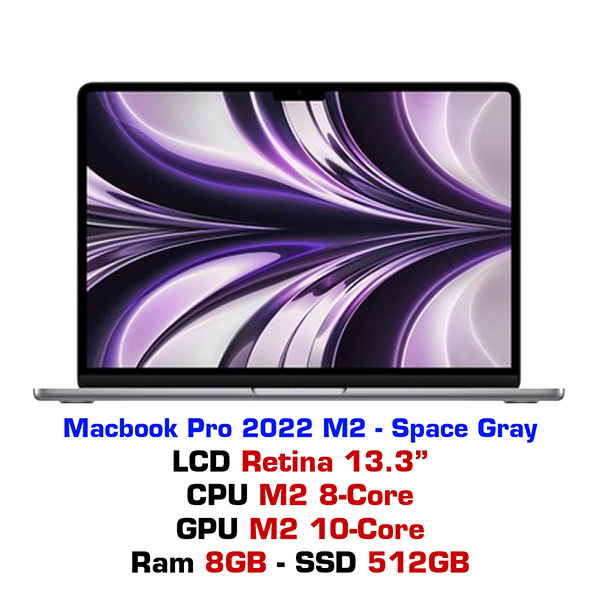 Macbook Pro 2022 M2 - Space Gray
LCD Retina 13.3”
CPU M2 8-Core
GPU M2 10-Core
Ram 8GB - SSD 512GB